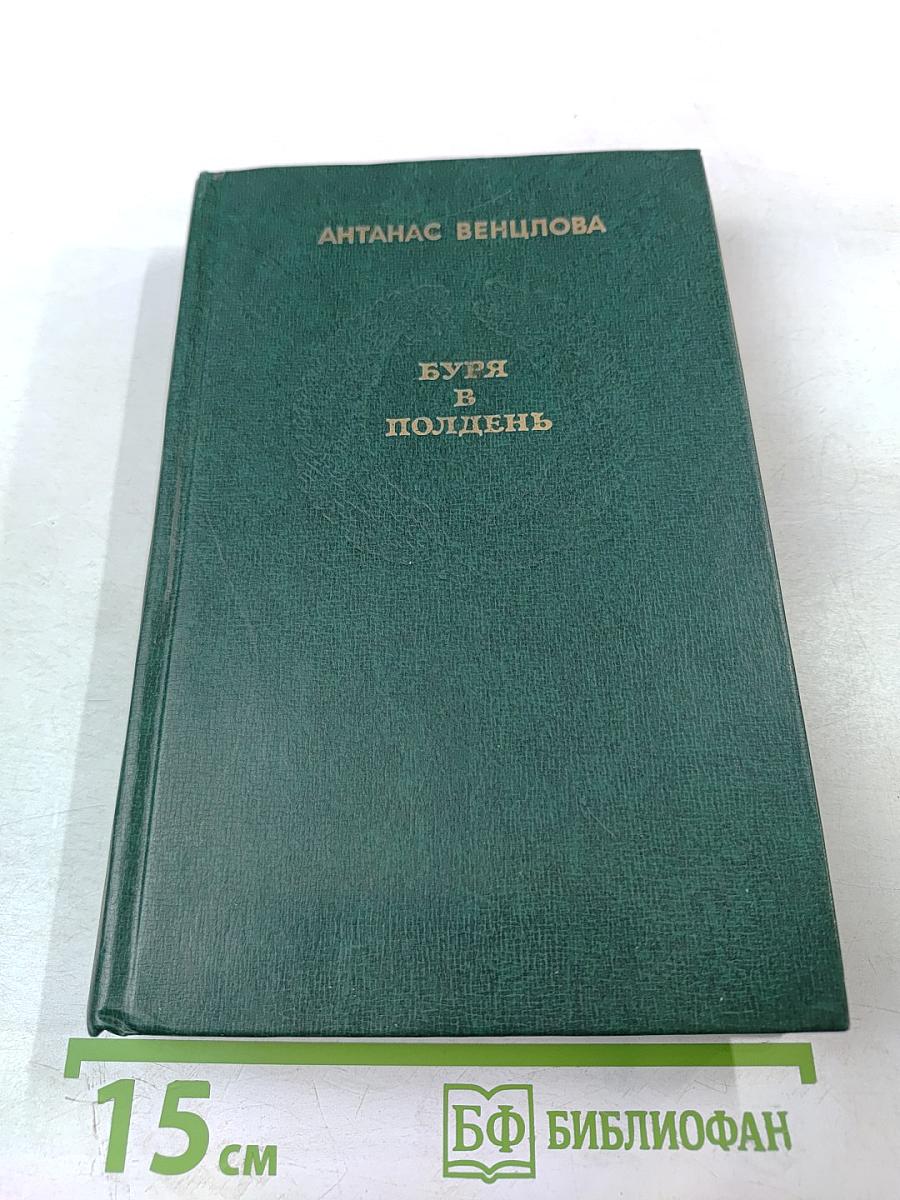 АНТАНАС ВЕНЦЛОВА
БУРЯ
В
ПОЛДЕНЬ
15 см
БФ БИБЛИОФАН